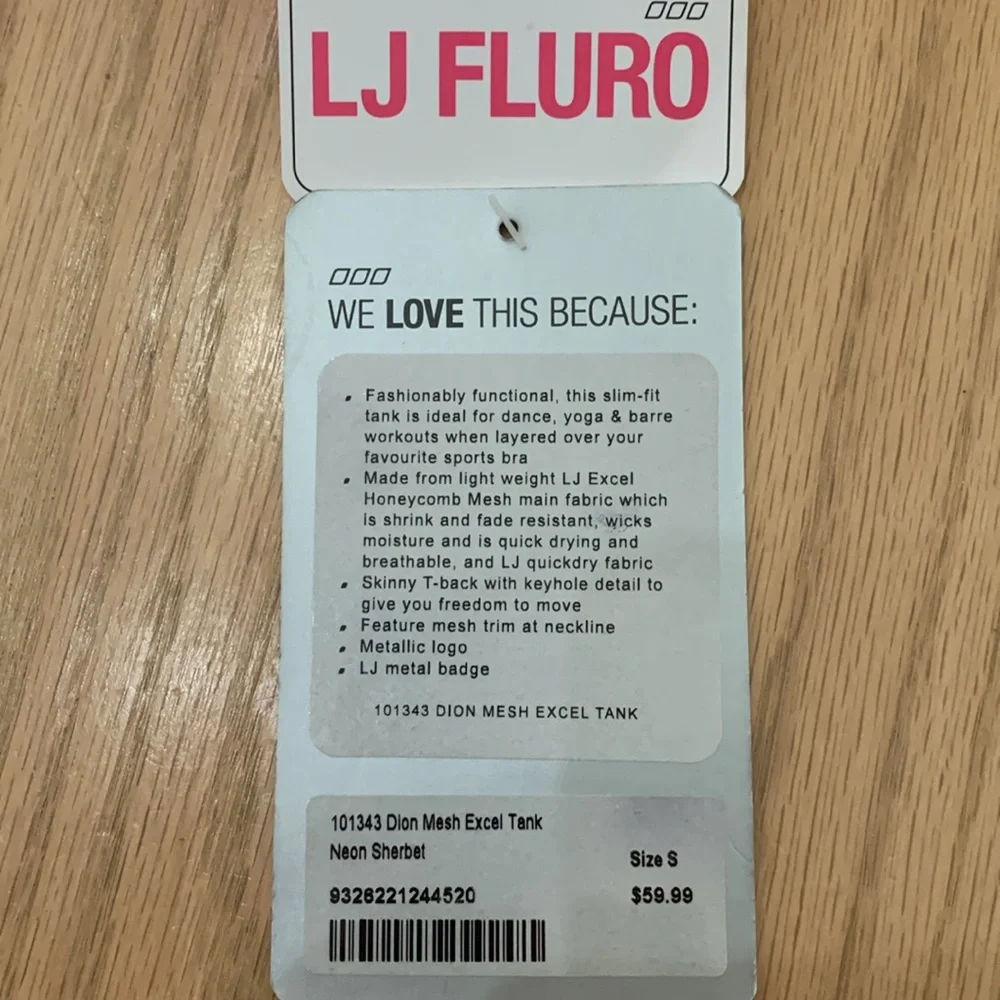 LJ FLURO
WE LOVE THIS BECAUSE:
• Fashionably functional, this slim-fit
tank is ideal for dance, yoga & barre
workouts when layered over your
favourite sports bra
• Made from light weight LJ Excel
Honeycomb Mesh main fabric which
is shrink and fade resistant, wicks
moisture and is quick drying and
breathable, and LJ quickdry fabric
• Skinny T-back with keyhole detail to
give you freedom to move
• Feature mesh trim at neckline
• Metallic logo
• LJ metal badge
101343 DION MESH EXCEL TANK
101343 Dion Mesh Excel Tank
Neon Sherbet
Size S
9326221244520
$59.99